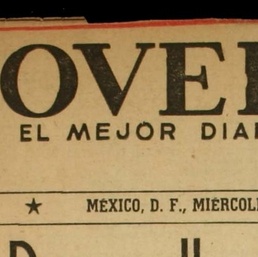 OVE
EL MEJOR DIA
★ MÉXICO, D. F., MIÉRCOL